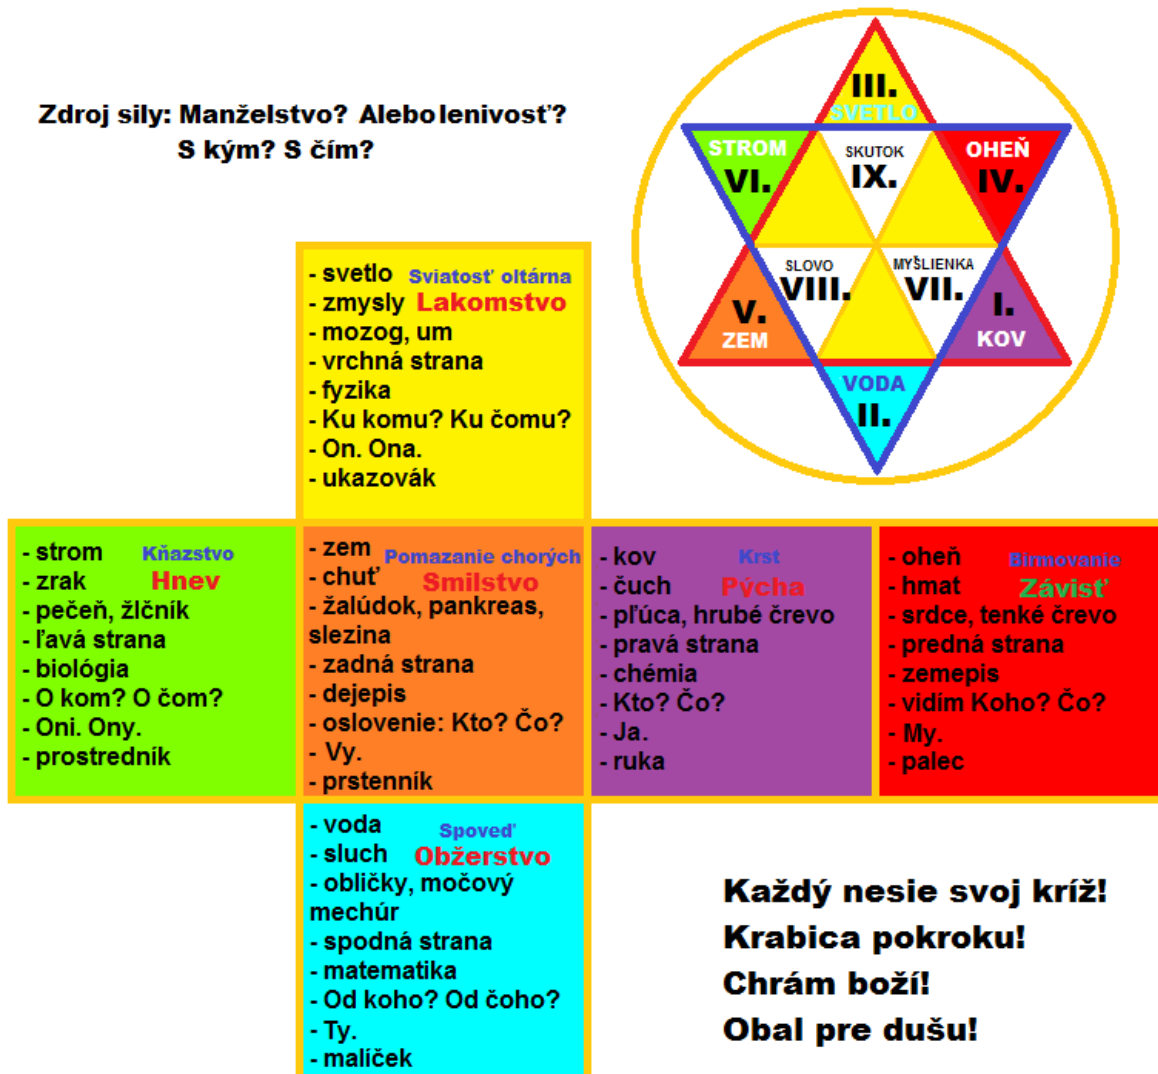 Zdroj sily: Manželstvo? Alebo lenivosť?
S kým? S čím?
III.
SVETLO
STROM
VI.
SKUTOK
IX.
OHEŇ
IV.
SLOVO
VIII.
MYŠLIENKA
VII.
V.
ZEM
I.
KOV
VODA
II.
- svetlo Sviatosť oltárna
- zmysly Lakomstvo
- mozog, um
- vrchná strana
- fyzika
- Ku komu? Ku čomu?
- On. Ona.
- ukazovák
- strom Kňazstvo
- zrak Hnev
- pečeň, žlčník
- ľavá strana
- biológia
- O kom? O čom?
- Oni. Ony.
- prostredník
- zem Pomazanie chorých
- chuť Smilstvo
- žalúdok, pankreas,
slezina
- zadná strana
- dejepis
- oslovenie: Kto? Čo?
- Vy.
- prstenník
- kov Krst
- čuch Pýcha
- pľúca, hrubé črevo
- pravá strana
- chémia
- Kto? Čo?
- Ja.
- ruka
- oheň Birmovanie
- hmat Závisť
- srdce, tenké črevo
- predná strana
- zemepis
- vidím Koho? Čo?
- My.
- palec
- voda Spoveď
- sluch Obžerstvo
- obličky, močový
mechúr
- spodná strana
- matematika
- Od koho? Od čoho?
- Ty.
- malíček
Každý nesie svoj kríž!
Krabica pokroku!
Chrám boží!
Obal pre dušu!